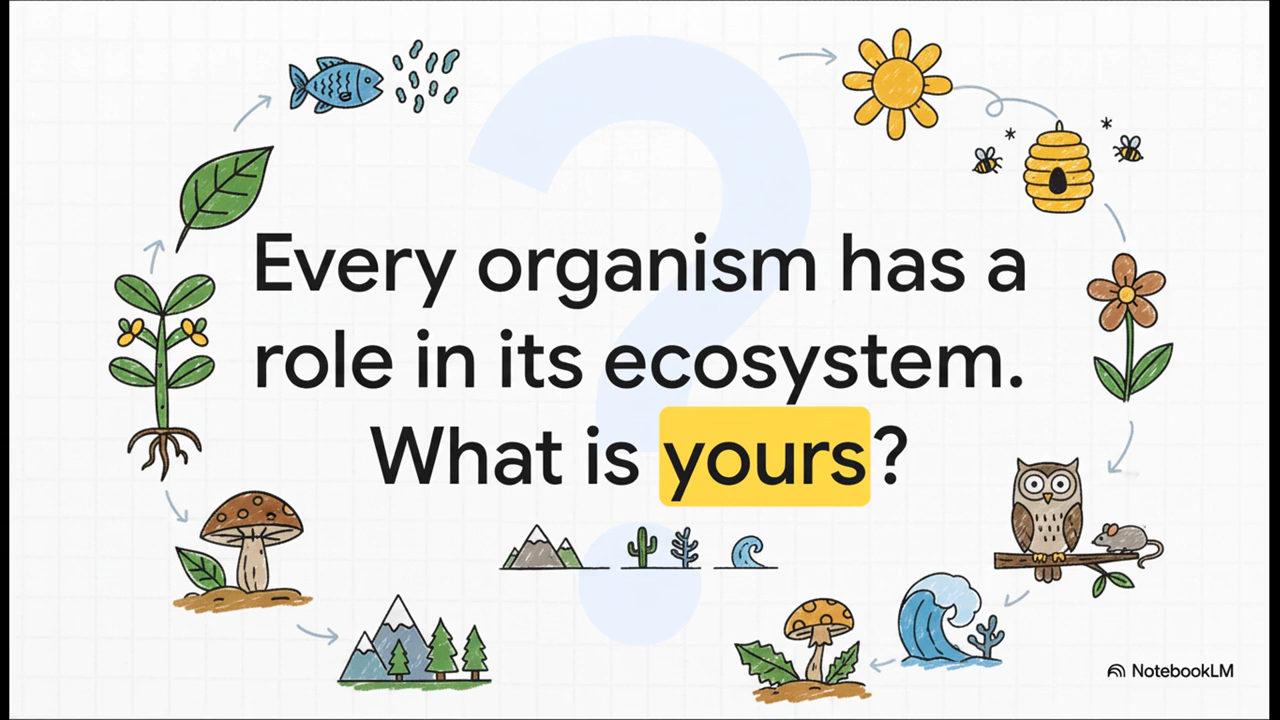 Every organism has a
role in its ecosystem.
What is yours?
NotebookLM